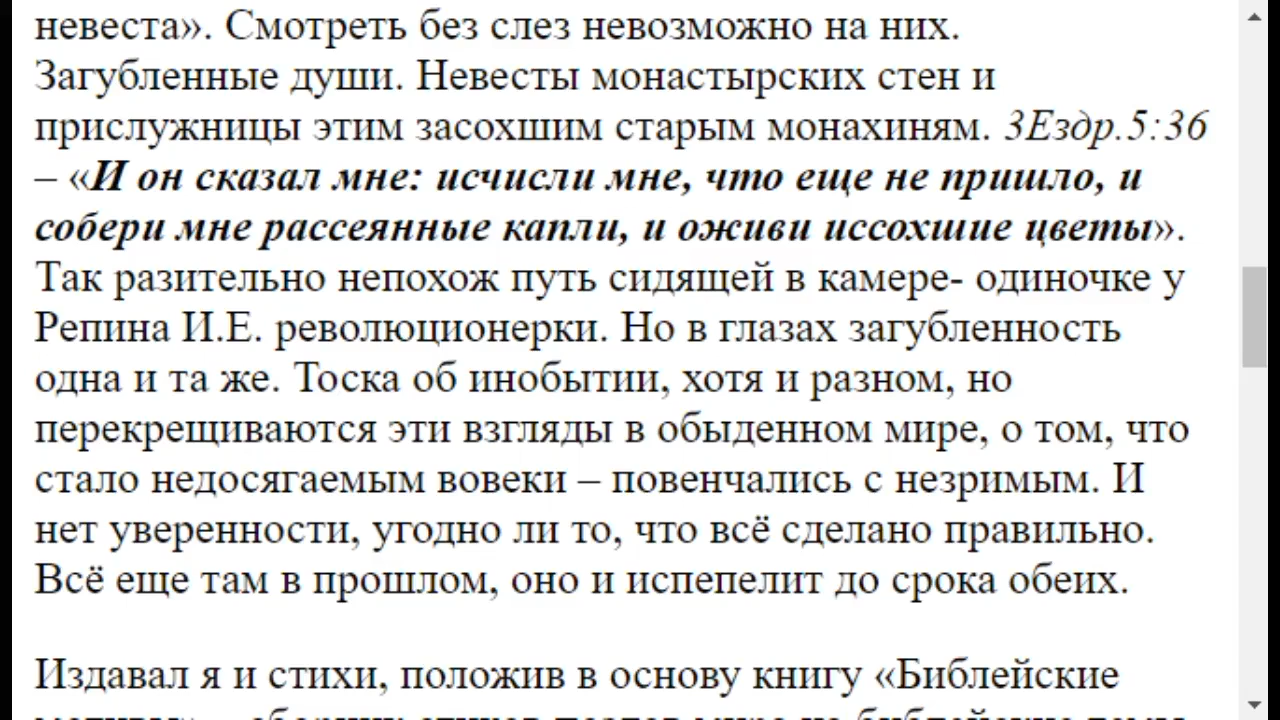 невеста». Смотреть без слез невозможно на них.
Загубленные души. Невесты монастырских стен и
прислужницы этим засохшим старым монахиням. 3Ездр.5:36
– «И он сказал мне: исчисли мне, что еще не пришло, и
собери мне рассеянные капли, и оживи иссохшие цветы».
Так разительно непохож путь сидящей в камере- одиночке у
Репина И.Е. революционерки. Но в глазах загубленность
одна и та же. Тоска об инобытии, хотя и разном, но
перекрещиваются эти взгляды в обыденном мире, о том, что
стало недосягаемым вовеки – повенчались с незримым. И
нет уверенности, угодно ли то, что всё сделано правильно.
Всё еще там в прошлом, оно и испепелит до срока обеих.
Издавал я и стихи, положив в основу книгу «Библейские